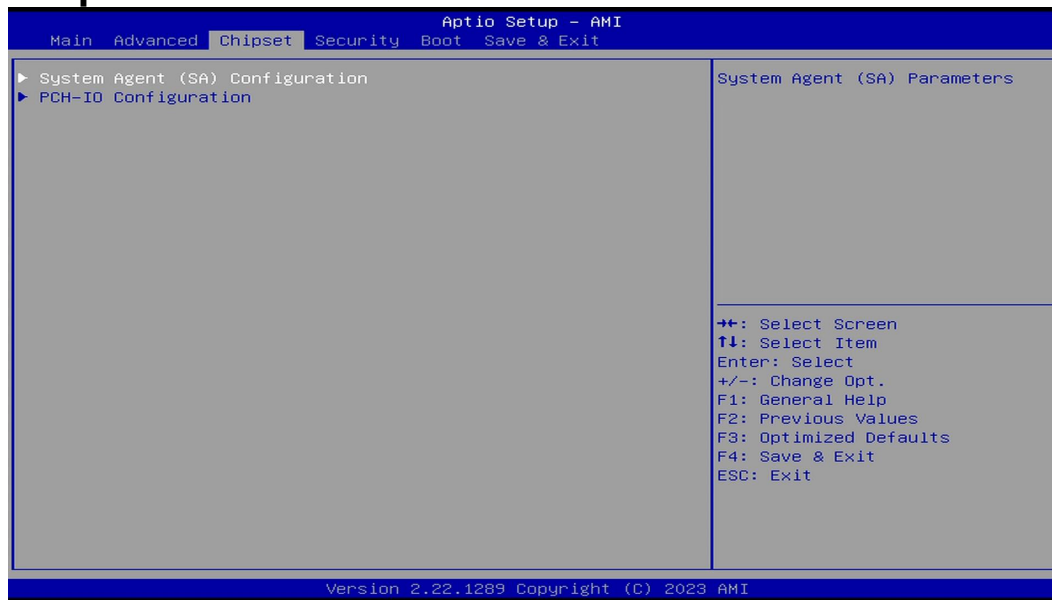 Aptio Setup – AMI
Main Advanced Chipset Security Boot Save & Exit
▶ System Agent (SA) Configuration
▶ PCH-IO Configuration
System Agent (SA) Parameters
→←: Select Screen
↑↓: Select Item
Enter: Select
+/-: Change Opt.
F1: General Help
F2: Previous Values
F3: Optimized Defaults
F4: Save & Exit
ESC: Exit
Version 2.22.1289 Copyright (C) 2023 AMI